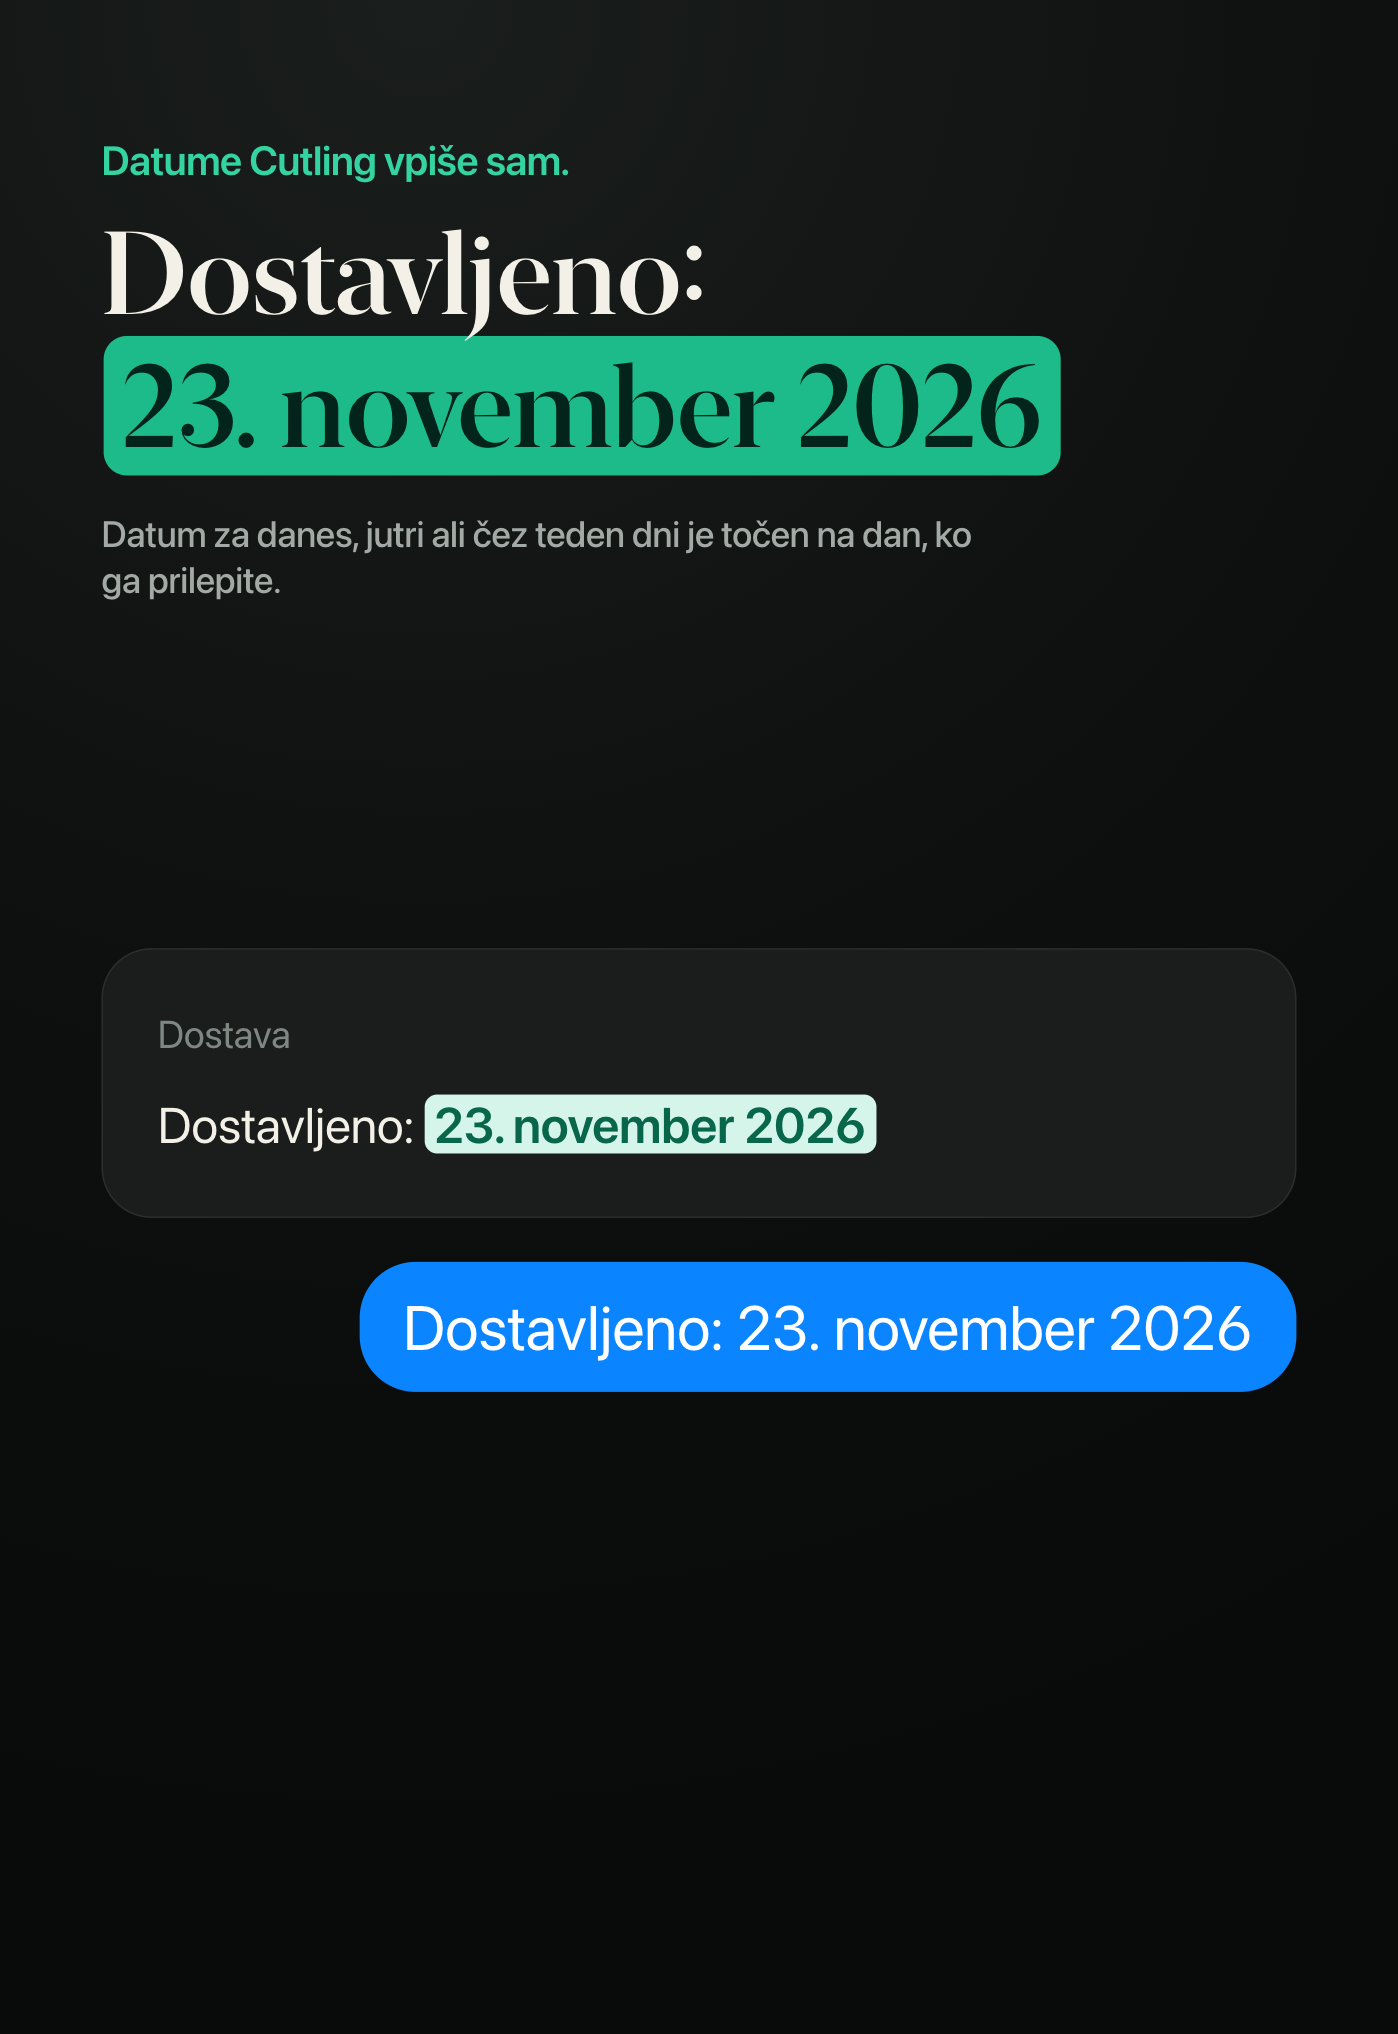 Datume Cutling vpiše sam.
Dostavljeno:
23. november 2026
Datum za danes, jutri ali čez teden dni je točen na dan, ko
ga prilepite.
Dostava
Dostavljeno: 23. november 2026
Dostavljeno: 23. november 2026